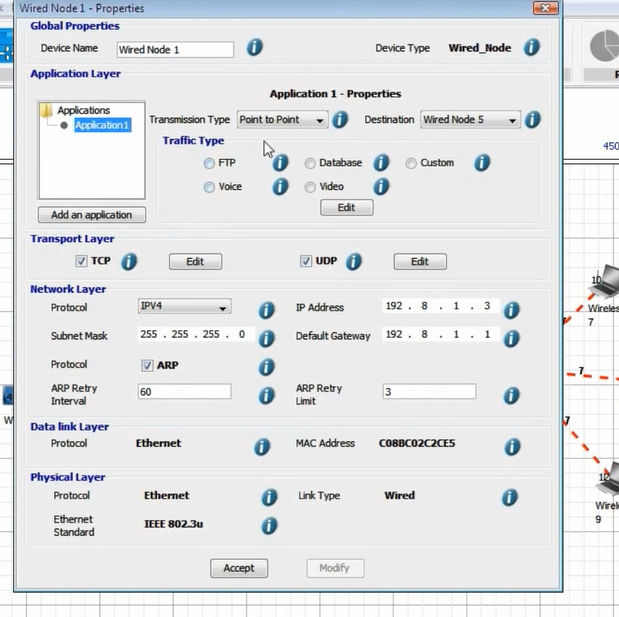 Wired Node 1 - Properties
Global Properties
Device Name Wired Node 1 Device Type Wired_Node
Application Layer
Application 1 - Properties
Applications
Application1
Transmission Type Point to Point Destination Wired Node 5
Traffic Type
FTP Database Custom
Voice Video
Edit
Add an application
Transport Layer
TCP Edit UDP Edit
Network Layer
Protocol IPV4 IP Address 192 . 8 . 1 . 3
Subnet Mask 255 . 255 . 255 . 0 Default Gateway 192 . 8 . 1 . 1
Protocol ARP
ARP Retry Interval 60 ARP Retry Limit 3
Data link Layer
Protocol Ethernet MAC Address C08BC02C2CE5
Physical Layer
Protocol Ethernet Link Type Wired
Ethernet Standard IEEE 802.3u
Accept Modify
450
10
Wireles
7
7
7
12
Wirele
9